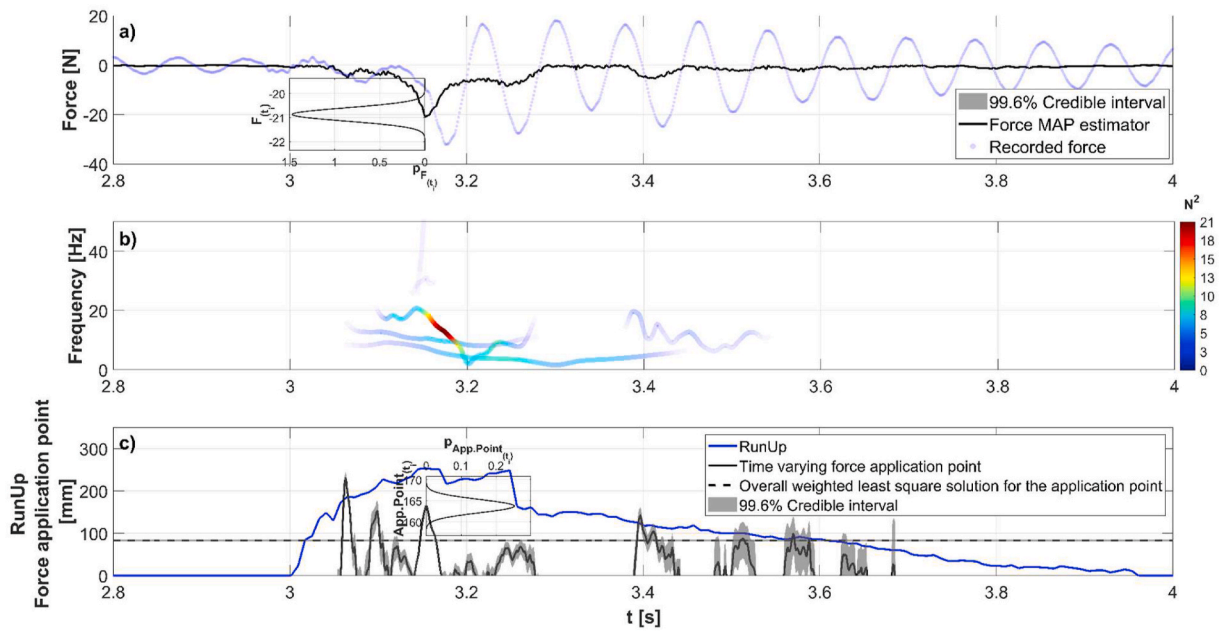 a)
Force [N]
20
0
-20
-40
F(ti)
-20
-21
-22
1.5
1
0.5
0
pF(ti)
99.6% Credible interval
Force MAP estimator
Recorded force
2.8
3
3.2
3.4
3.6
3.8
4
b)
Frequency [Hz]
40
20
0
2.8
3
3.2
3.4
3.6
3.8
4
N2
21
18
15
13
10
8
5
3
0
c)
RunUp
Force application point
[mm]
300
200
100
0
pApp.Point(ti)
0
0.1
0.2
App.Point(ti)
170
165
160
RunUp
Time varying force application point
Overall weighted least square solution for the application point
99.6% Credible interval
2.8
3
3.2
3.4
3.6
3.8
4
t [s]